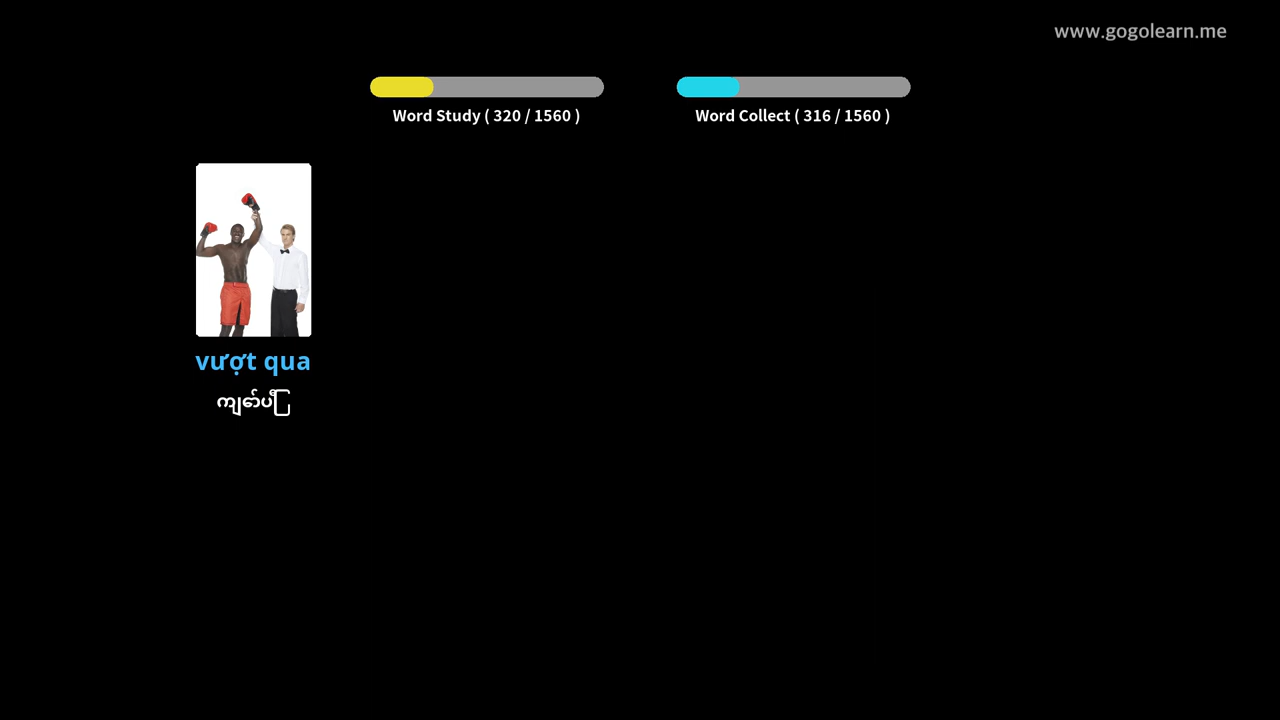 www.gogolearn.me
Word Study ( 320 / 1560 )
Word Collect ( 316 / 1560 )
vượt qua
ကျော်ပြီ